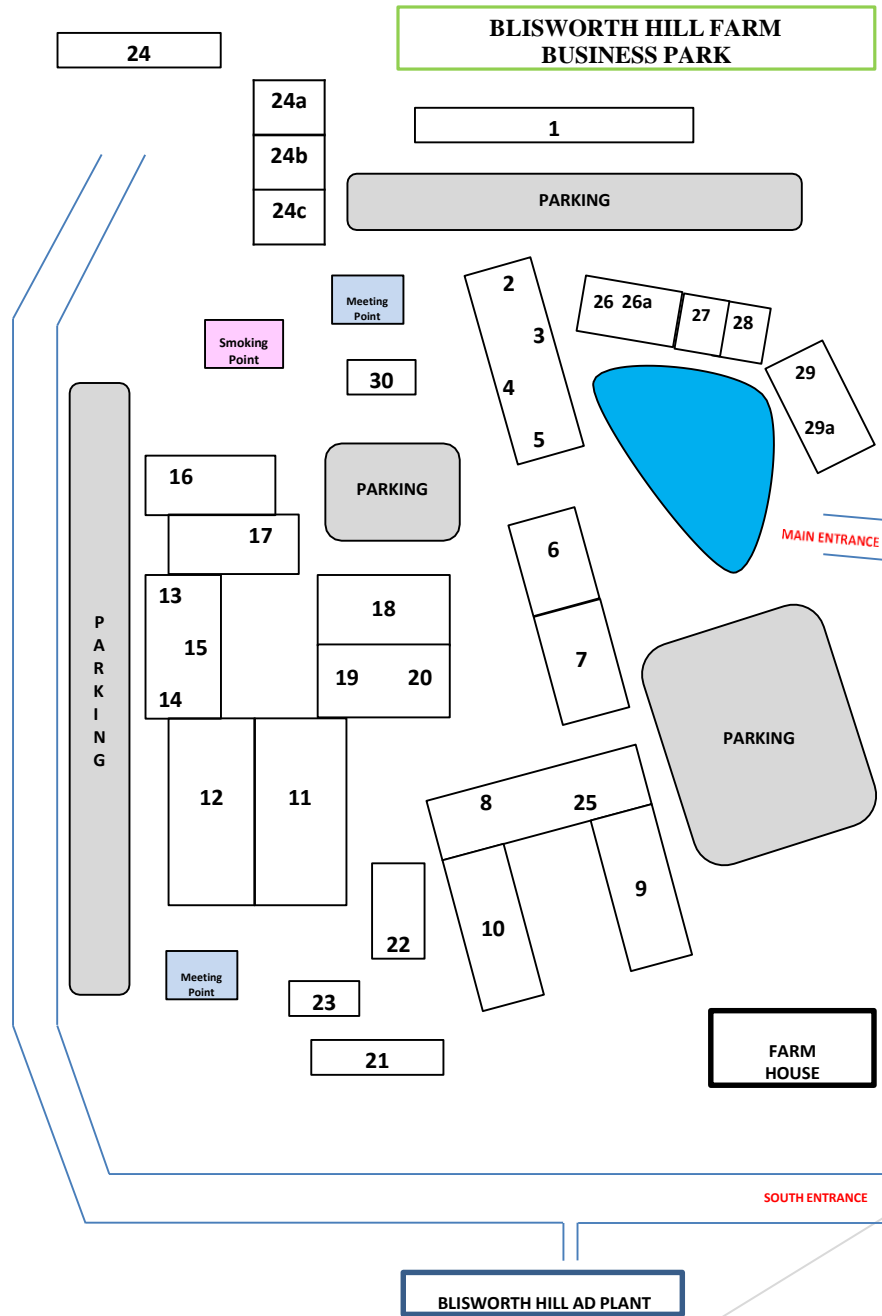 BLISWORTH HILL FARM
BUSINESS PARK
24
24a
1
24b
24c
PARKING
2
Meeting
Point
26 26a
27
28
3
Smoking
Point
30
4
29
29a
5
16
PARKING
17
MAIN ENTRANCE
6
13
18
15
7
PARKING
19 20
14
PARKING
12
11
8
25
9
10
22
Meeting
Point
23
21
FARM
HOUSE
SOUTH ENTRANCE
BLISWORTH HILL AD PLANT